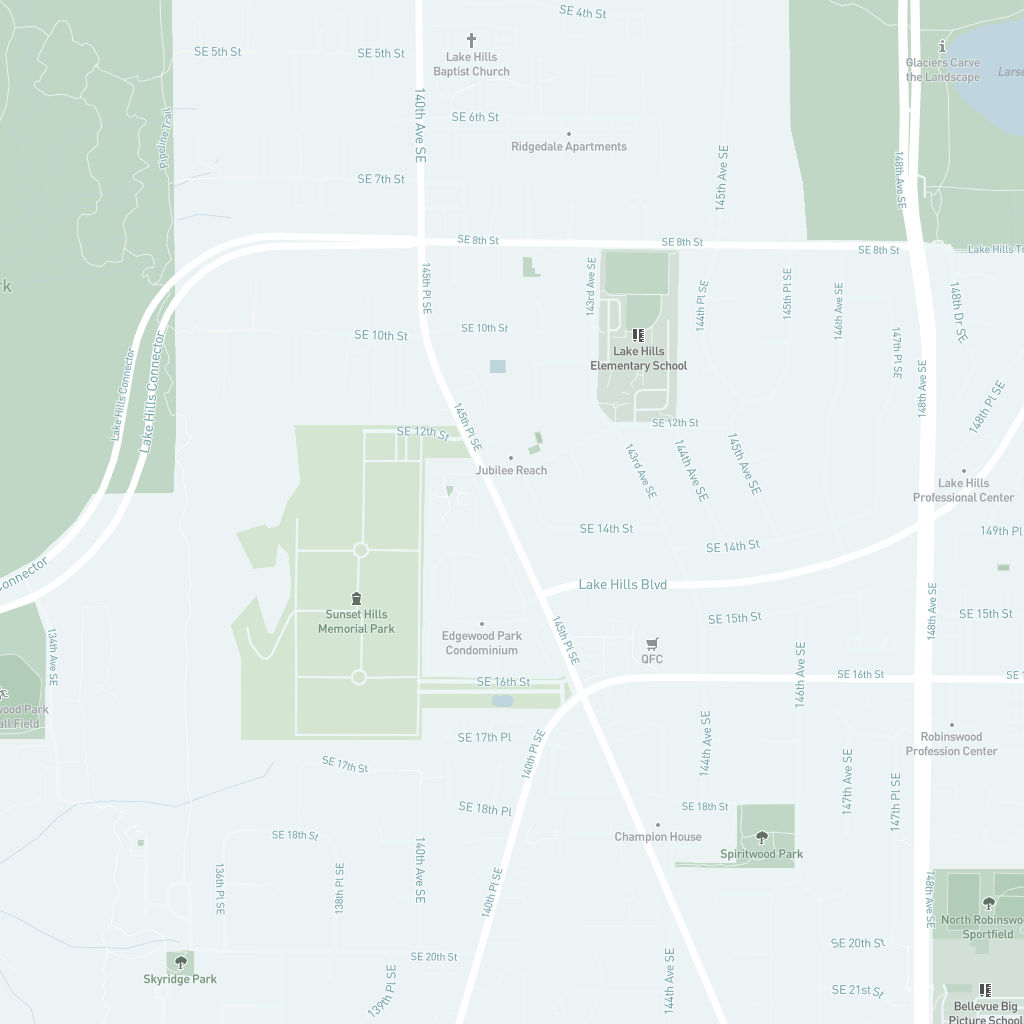 SE 4th St
SE 5th St
SE 5th St
Lake Hills
Baptist Church
Glaciers Carve
the Landscape
140th Ave SE
SE 6th St
Pipeline Trail
Ridgedale Apartments
SE 7th St
145th Ave SE
148th Ave SE
SE 8th St
SE 8th St
SE 8th St
145th Pl SE
143rd Ave SE
144th Pl SE
145th Pl SE
146th Ave SE
148th Dr SE
SE 10th St
SE 10th St
147th Pl SE
Lake Hills
Elementary School
Lake Hills Connector
Lake Hills Connector
148th Ave SE
148th Pl SE
145th Pl SE
SE 12th St
SE 12th St
143rd Ave SE
144th Ave SE
145th Ave SE
Jubilee Reach
Lake Hills
Professional Center
SE 14th St
SE 14th St
149th Pl
Lake Hills Blvd
Sunset Hills
Memorial Park
148th Ave SE
SE 15th St
SE 15th St
134th Ave SE
Edgewood Park
Condominium
145th Pl SE
QFC
146th Ave SE
SE 16th St
SE 16th St
Robinswood
Profession Center
SE 17th Pl
SE 17th St
140th Pl SE
144th Ave SE
147th Ave SE
147th Pl SE
SE 18th Pl
SE 18th St
SE 18th St
Champion House
Spiritwood Park
136th Pl SE
138th Pl SE
140th Ave SE
140th Pl SE
148th Ave SE
Sportfield
SE 20th St
SE 20th St
Skyridge Park
139th Pl SE
144th Ave SE
SE 21st St
Bellevue Big
Picture School